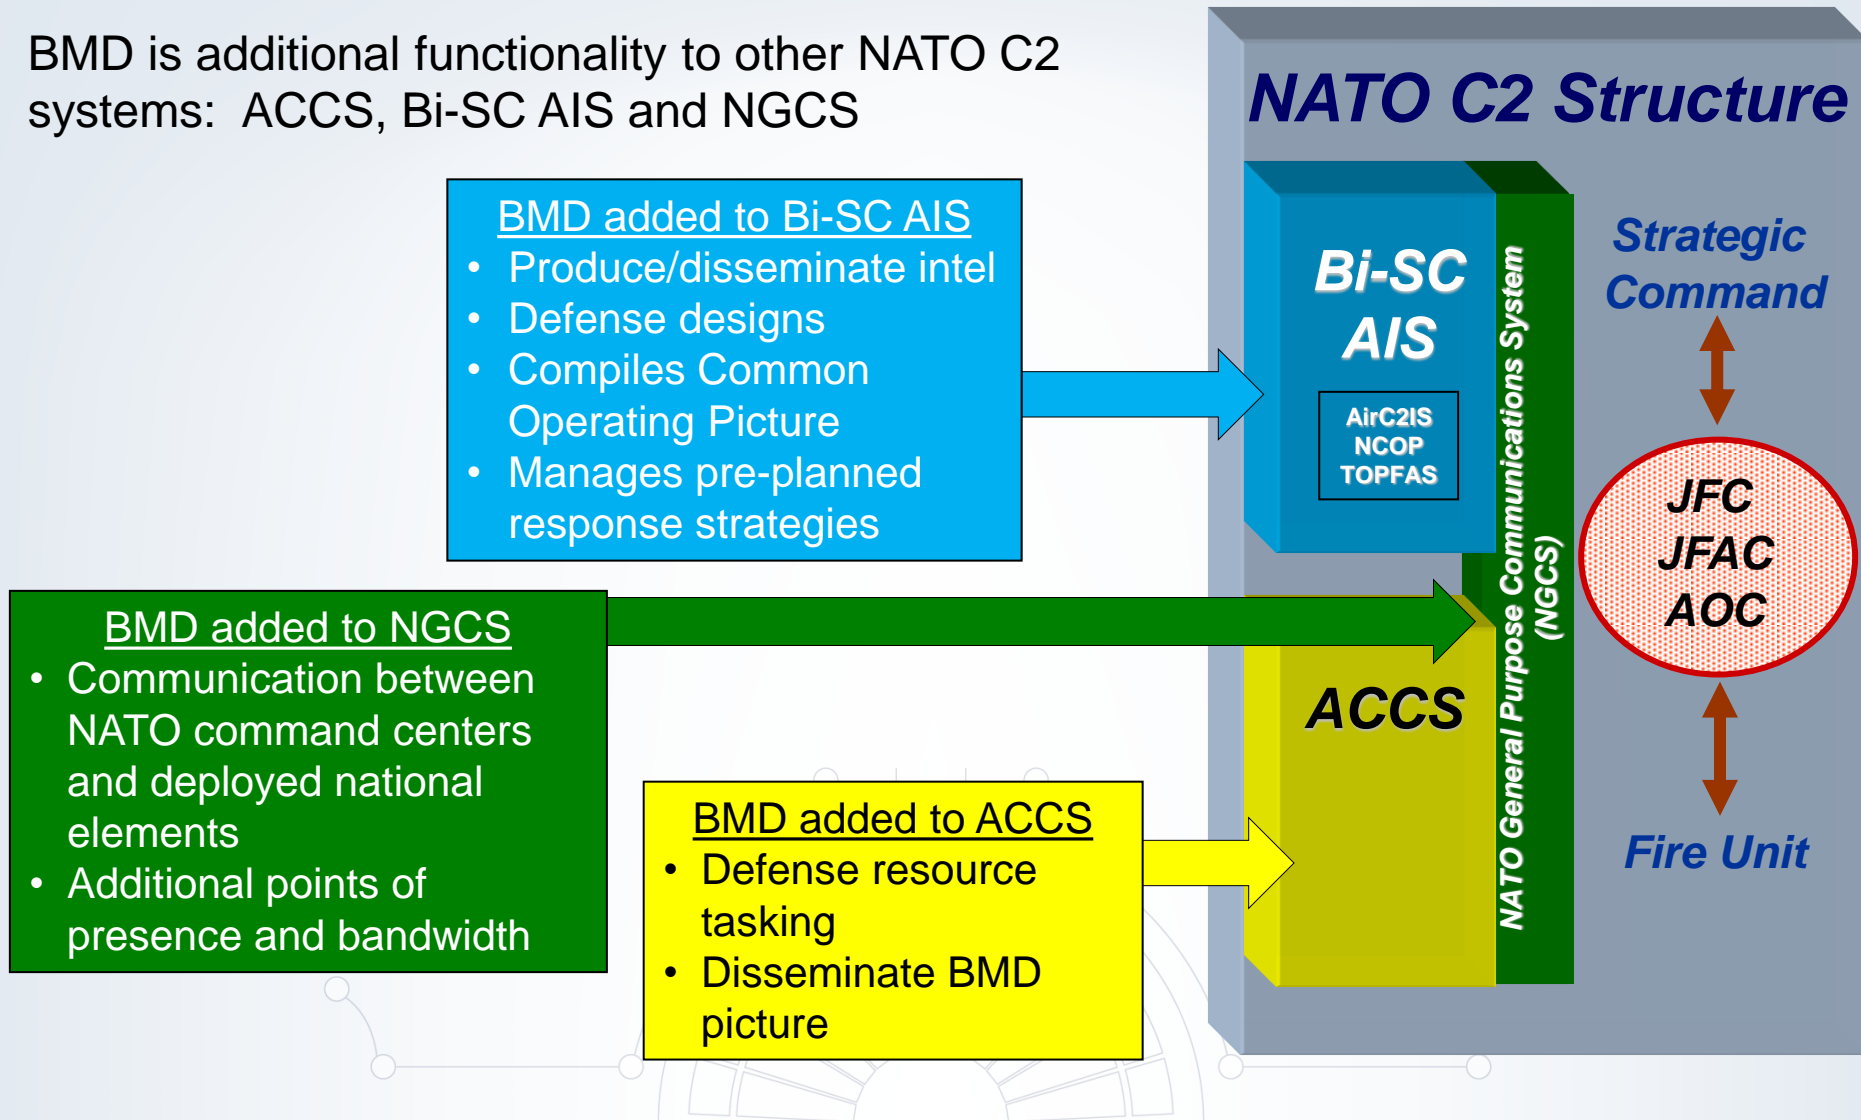 BMD is additional functionality to other NATO C2
systems:  ACCS, Bi-SC AIS and NGCS
NATO C2 Structure
BMD added to Bi-SC AIS
• Produce/disseminate intel
• Defense designs
• Compiles Common
Operating Picture
• Manages pre-planned
response strategies
BMD added to NGCS
• Communication between
NATO command centers
and deployed national
elements
• Additional points of
presence and bandwidth
BMD added to ACCS
• Defense resource
tasking
• Disseminate BMD
picture
Bi-SC
AIS
AirC2IS
NCOP
TOPFAS
ACCS
NATO General Purpose Communications System
(NGCS)
Strategic
Command
JFC
JFAC
AOC
Fire Unit